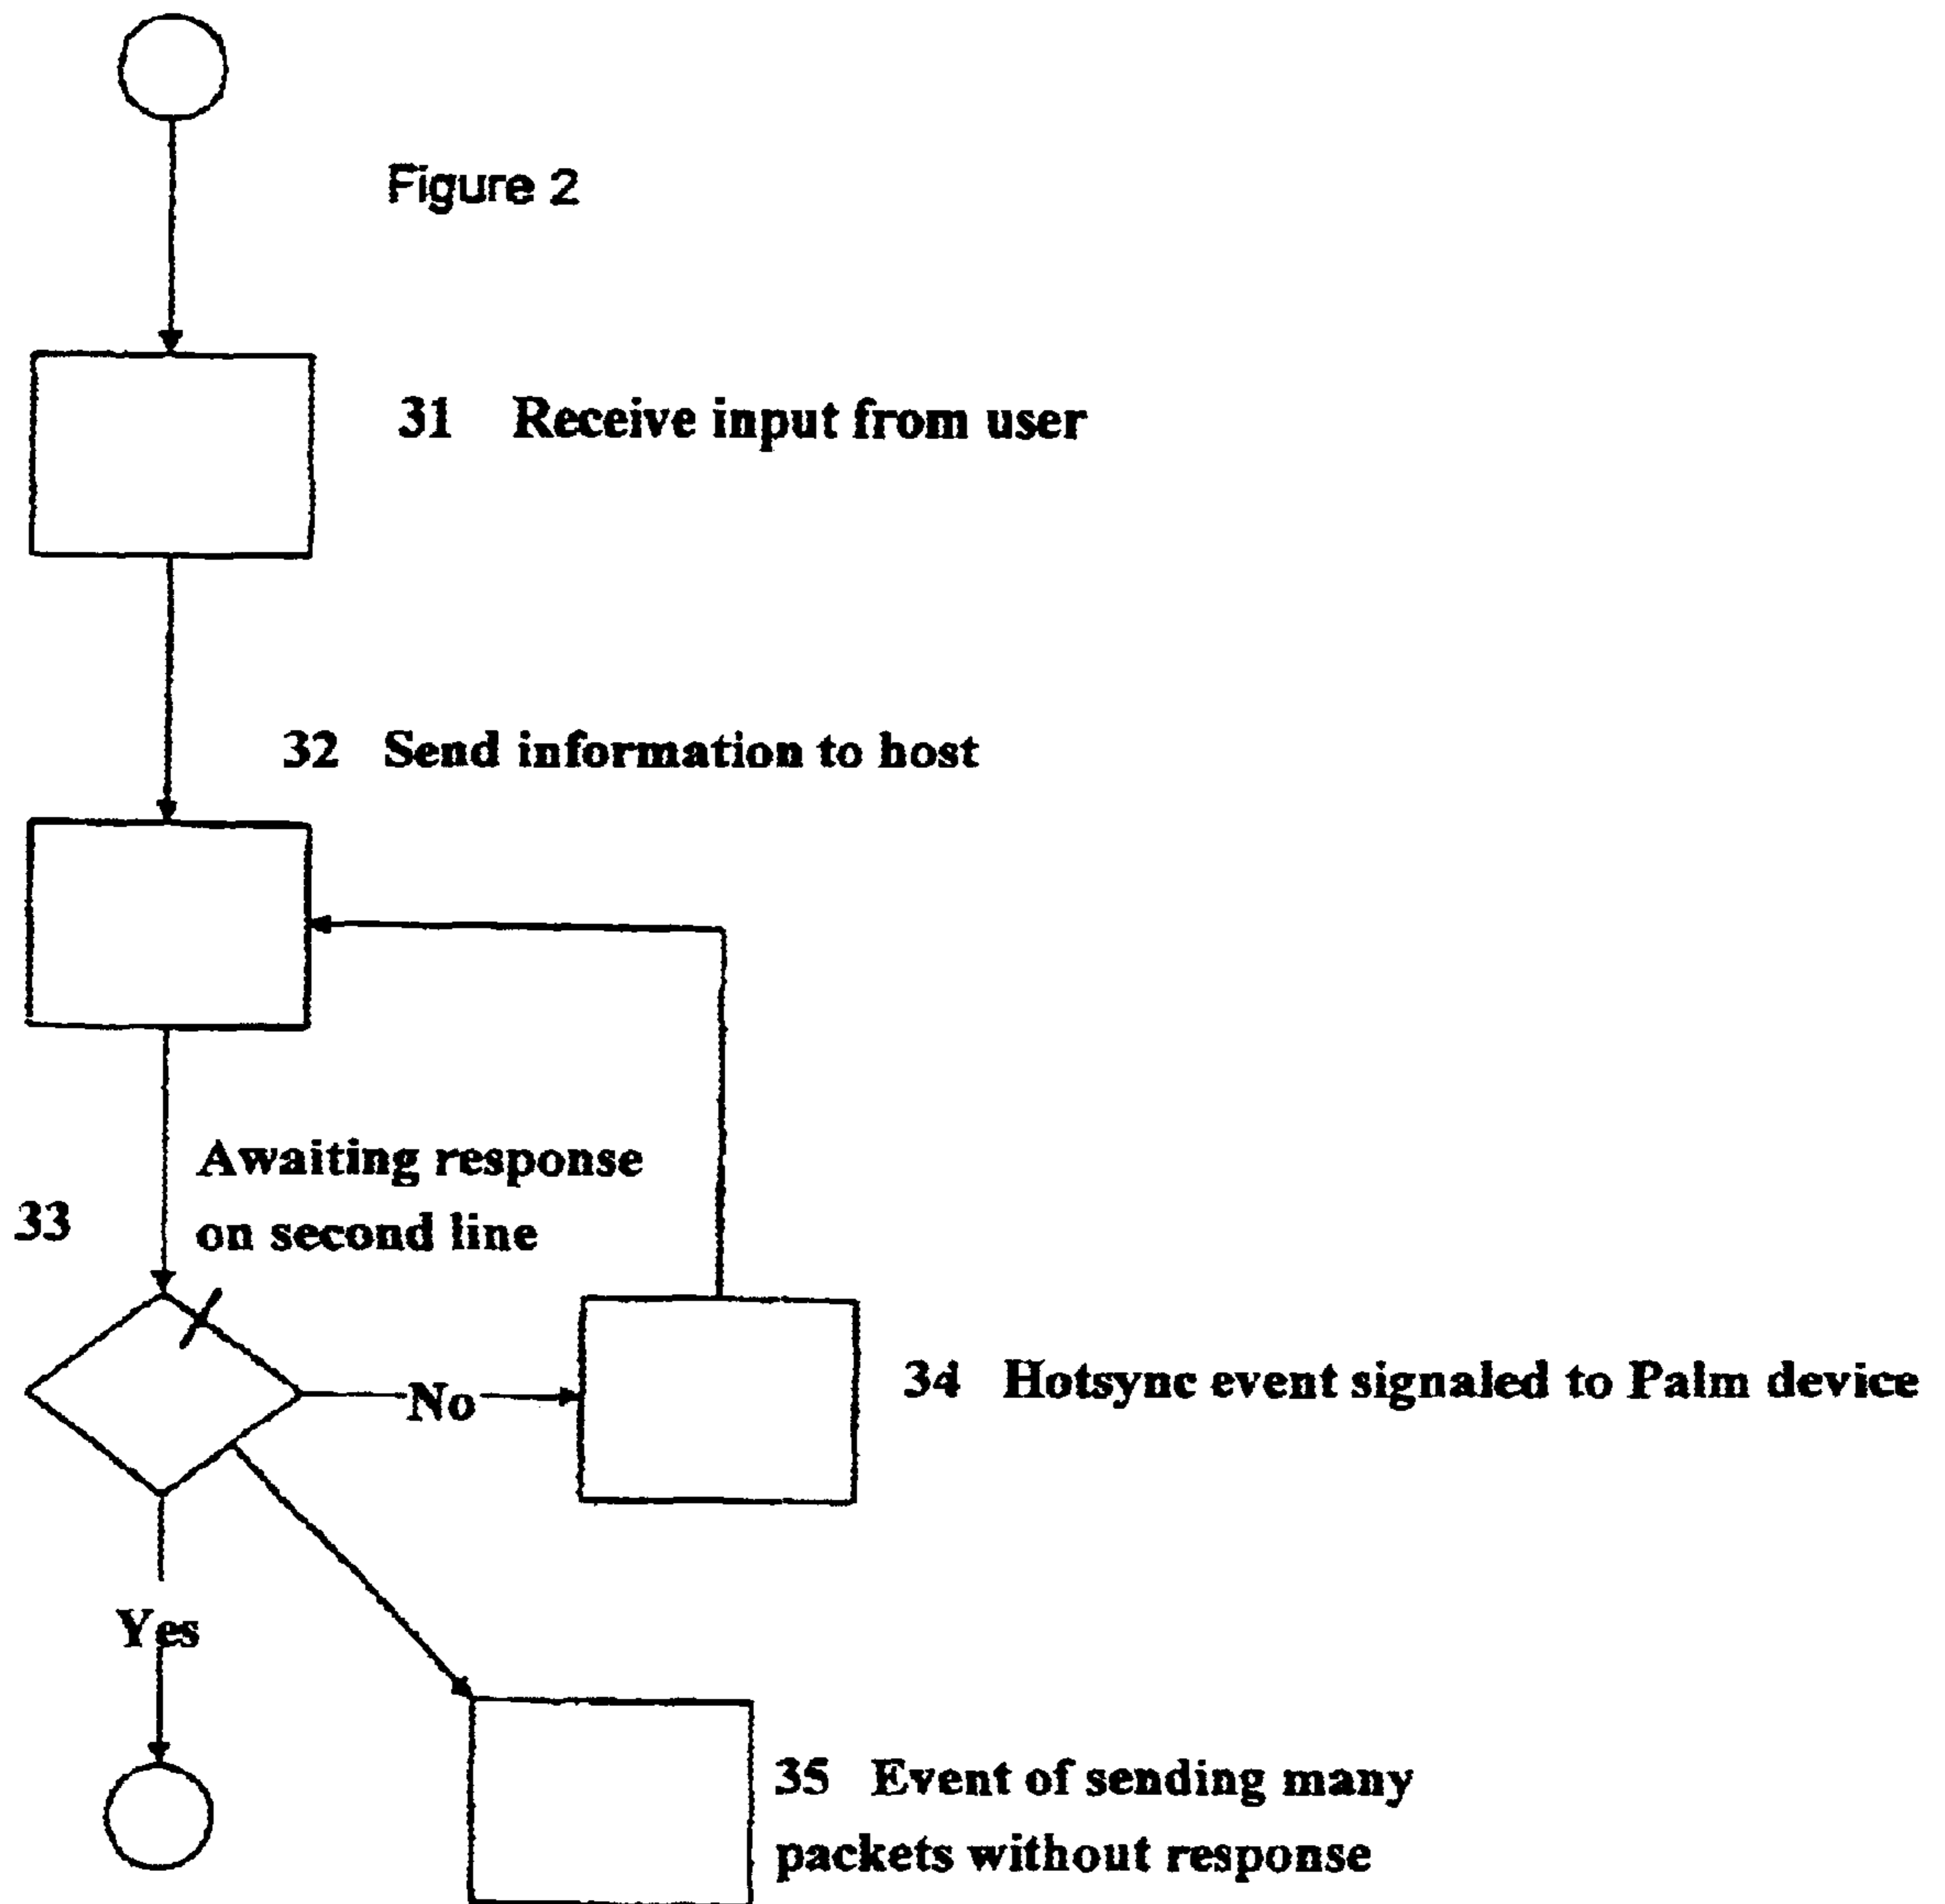 Figure 2
31 Receive input from user
32 Send information to host
Awaiting response
33
on second line
No
34 Hotsync event signaled to Palm device
Yes
35 Event of sending many
packets without response